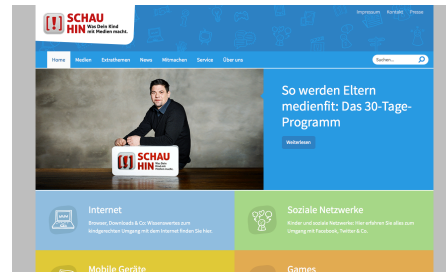 Impressum Kontakt Presse
[!] SCHAU
HIN Was Dein Kind
mit Medien macht.
Home Medien Extrathemen News Mitmachen Service Über uns
Suchen...
So werden Eltern
medienfit: Das 30-Tage-
Programm
Weiterlesen
SCHAU
HIN
Internet
Browser, Downloads & Co: Wissenswertes zum
kindgerechten Umgang mit dem Internet finden Sie hier.
Soziale Netzwerke
Kinder und soziale Netzwerke: Hier erfahren Sie alles zum
Umgang mit Facebook, Twitter & Co.
Mobile Geräte
Games